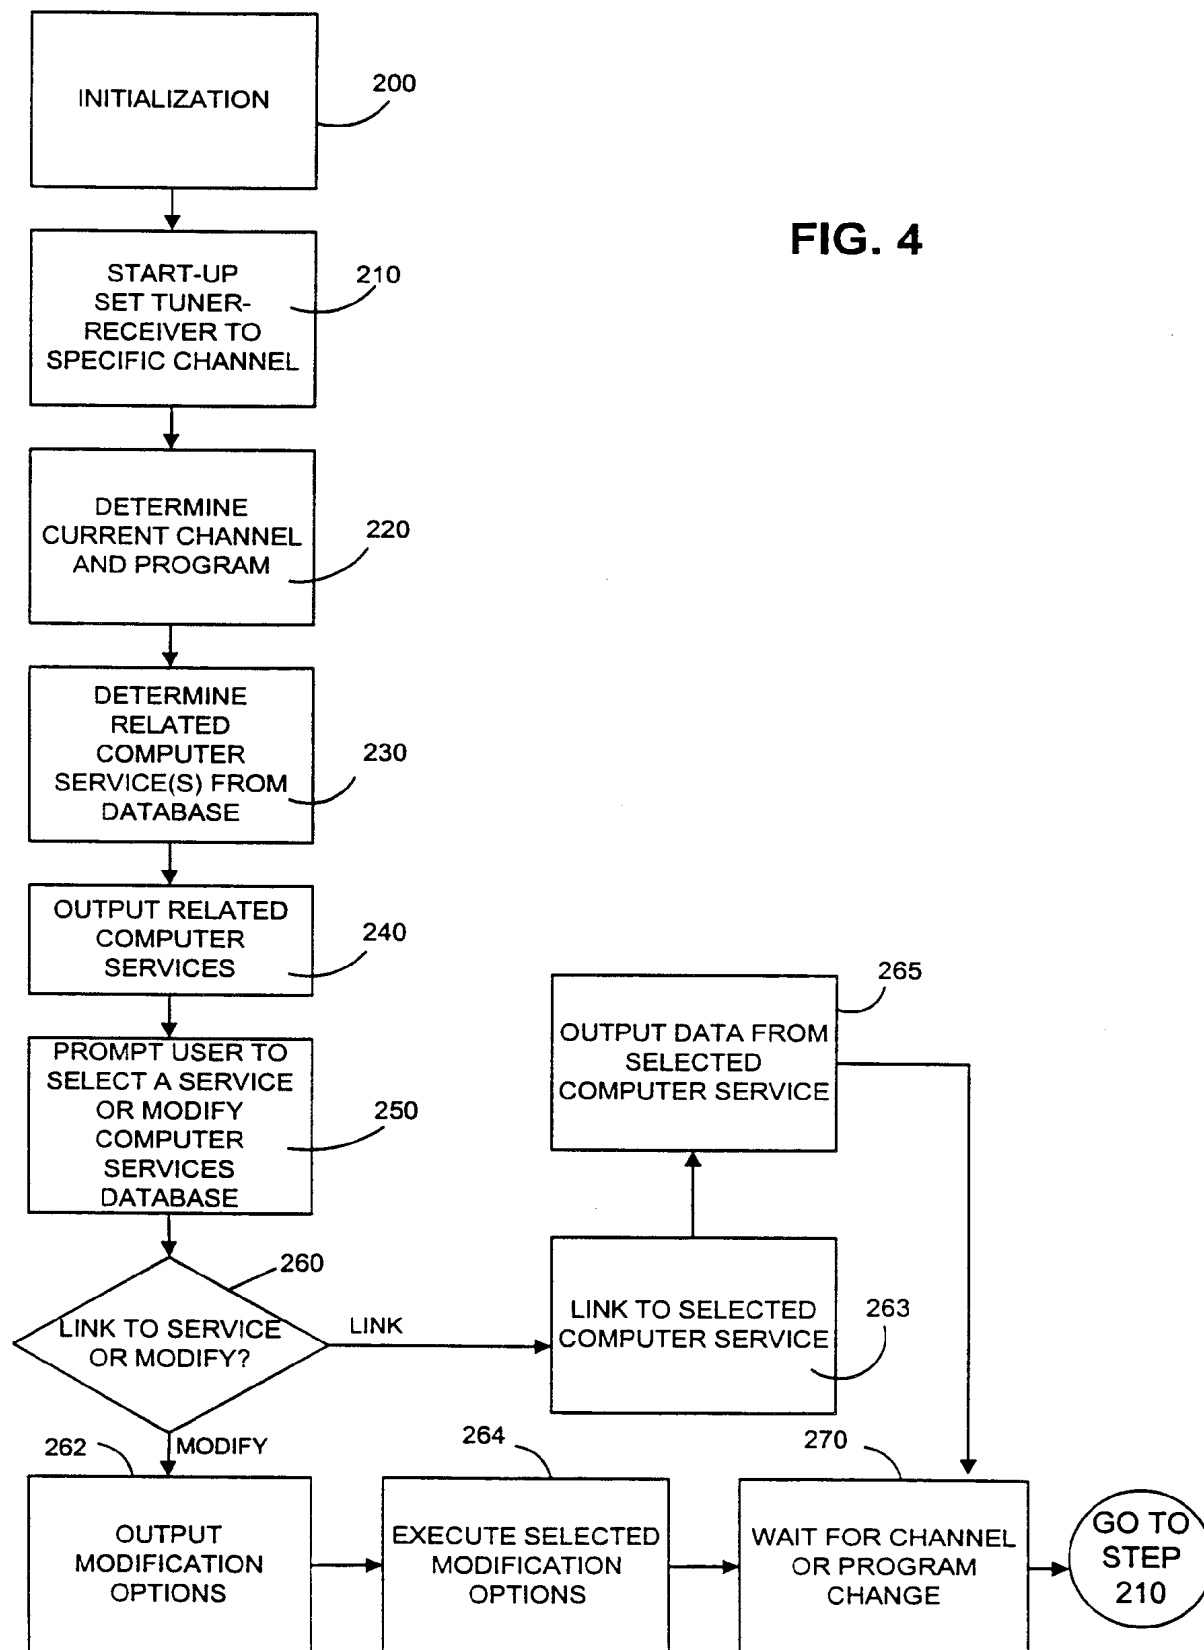 INITIALIZATION
200
FIG. 4
START-UP
SET TUNER-
RECEIVER TO
SPECIFIC CHANNEL
210
DETERMINE
CURRENT CHANNEL
AND PROGRAM
220
DETERMINE
RELATED
COMPUTER
SERVICE(S) FROM
DATABASE
230
OUTPUT RELATED
COMPUTER
SERVICES
240
PROMPT USER TO
SELECT A SERVICE
OR MODIFY
COMPUTER
SERVICES
DATABASE
250
OUTPUT DATA FROM
SELECTED
COMPUTER SERVICE
265
LINK TO SERVICE
OR MODIFY?
260
LINK
LINK TO SELECTED
COMPUTER SERVICE
263
MODIFY
262
OUTPUT
MODIFICATION
OPTIONS
264
EXECUTE SELECTED
MODIFICATION
OPTIONS
270
WAIT FOR CHANNEL
OR PROGRAM
CHANGE
GO TO
STEP
210